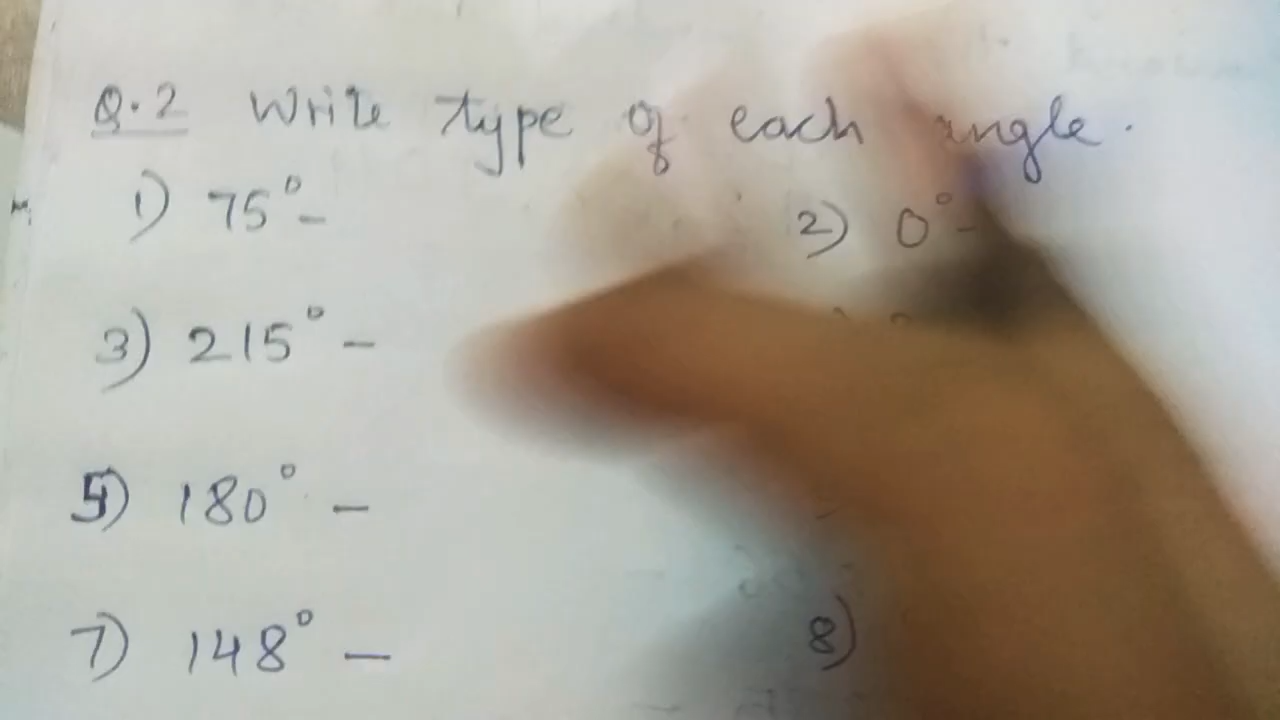 Q.2 Write type of each angle.
1) 75° - 2) 0° -
3) 215° -
5) 180° -
7) 148° - 8)